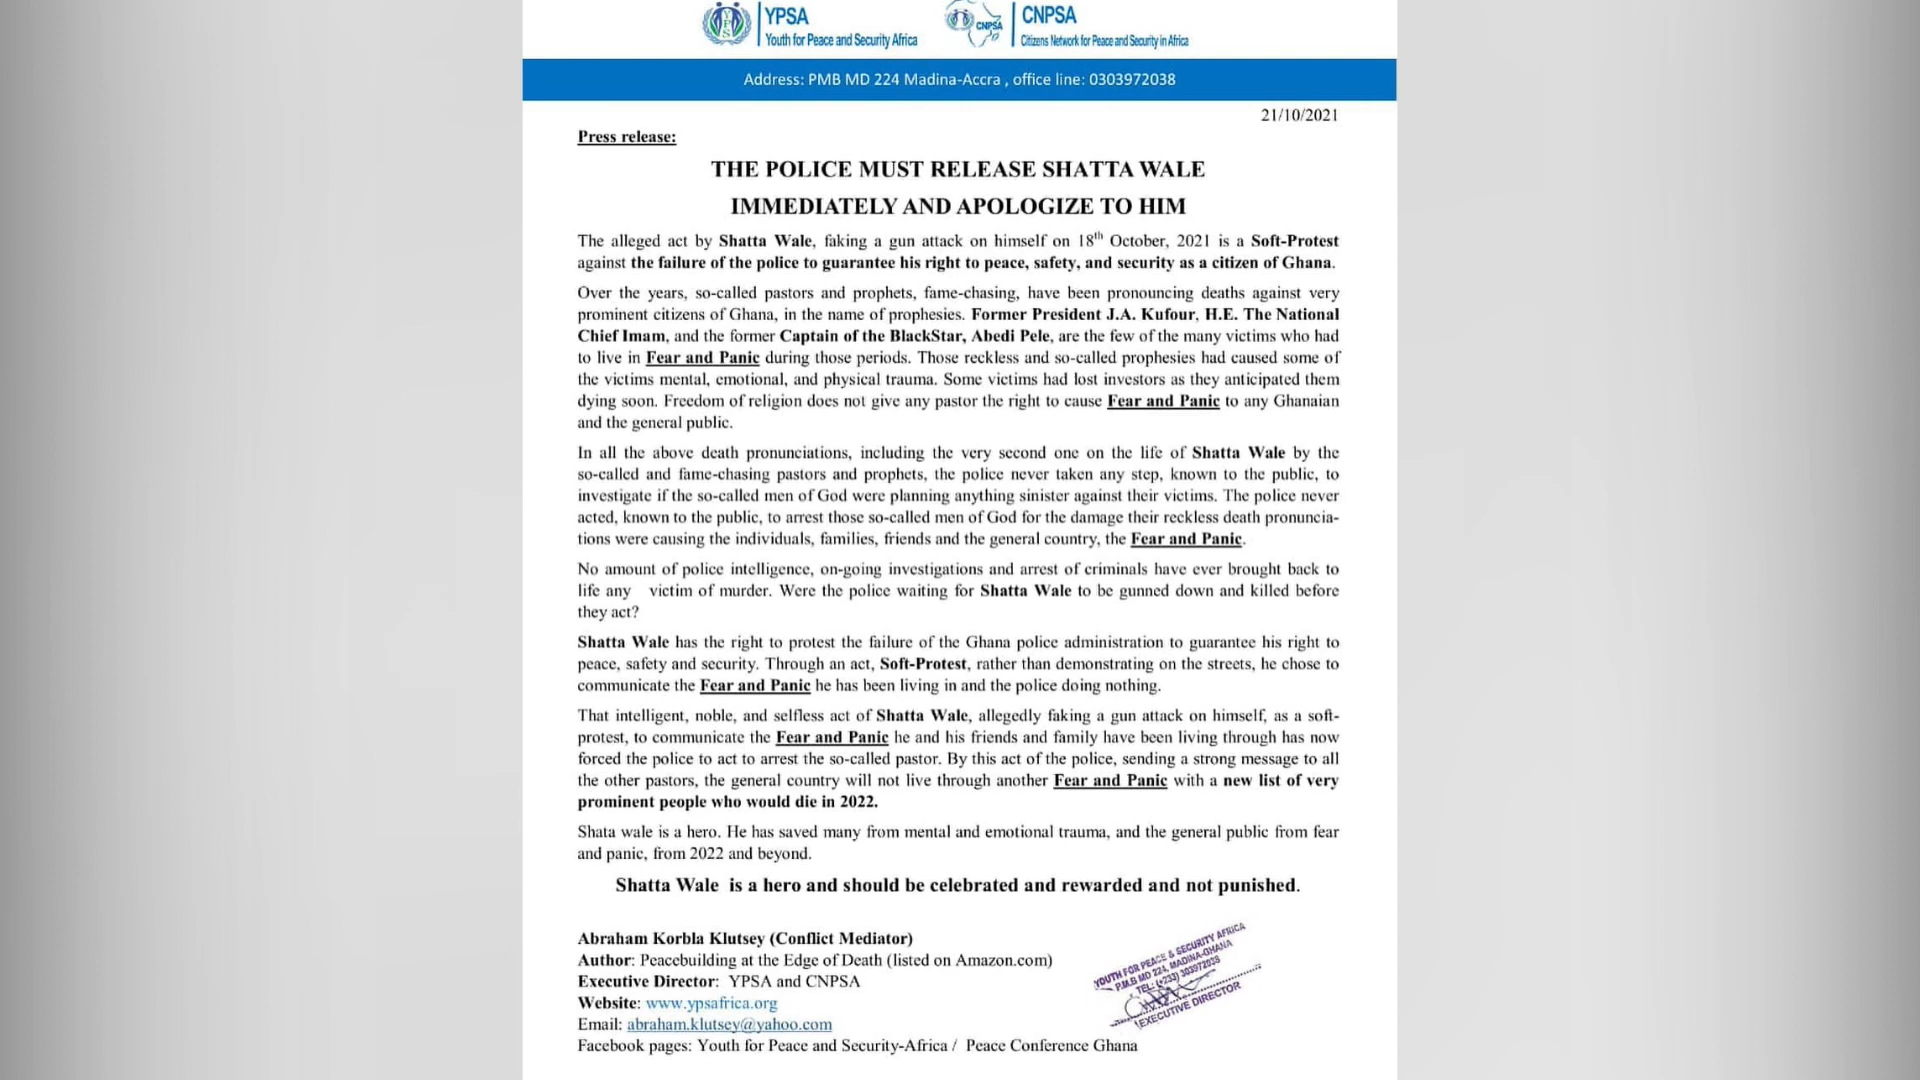 YPSA
Youth for Peace and Security Africa
CNPSA
CNPSA
Citizens Network for Peace and Security in Africa
Address: PMB MD 224 Madina-Accra , office line: 0303972038
21/10/2021
Press release:
THE POLICE MUST RELEASE SHATTA WALE
IMMEDIATELY AND APOLOGIZE TO HIM
The alleged act by Shatta Wale, faking a gun attack on himself on 18th October, 2021 is a Soft-Protest
against the failure of the police to guarantee his right to peace, safety, and security as a citizen of Ghana.
Over the years, so-called pastors and prophets, fame-chasing, have been pronouncing deaths against very
prominent citizens of Ghana, in the name of prophesies. Former President J.A. Kufour, H.E. The National
Chief Imam, and the former Captain of the BlackStar, Abedi Pele, are the few of the many victims who had
to live in Fear and Panic during those periods. Those reckless and so-called prophesies had caused some of
the victims mental, emotional, and physical trauma. Some victims had lost investors as they anticipated them
dying soon. Freedom of religion does not give any pastor the right to cause Fear and Panic to any Ghanaian
and the general public.
In all the above death pronunciations, including the very second one on the life of Shatta Wale by the
so-called and fame-chasing pastors and prophets, the police never taken any step, known to the public, to
investigate if the so-called men of God were planning anything sinister against their victims. The police never
acted, known to the public, to arrest those so-called men of God for the damage their reckless death pronuncia-
tions were causing the individuals, families, friends and the general country, the Fear and Panic.
No amount of police intelligence, on-going investigations and arrest of criminals have ever brought back to
life any victim of murder. Were the police waiting for Shatta Wale to be gunned down and killed before
they act?
Shatta Wale has the right to protest the failure of the Ghana police administration to guarantee his right to
peace, safety and security. Through an act, Soft-Protest, rather than demonstrating on the streets, he chose to
communicate the Fear and Panic he has been living in and the police doing nothing.
That intelligent, noble, and selfless act of Shatta Wale, allegedly faking a gun attack on himself, as a soft-
protest, to communicate the Fear and Panic he and his friends and family have been living through has now
forced the police to act to arrest the so-called pastor. By this act of the police, sending a strong message to all
the other pastors, the general country will not live through another Fear and Panic with a new list of very
prominent people who would die in 2022.
Shata wale is a hero. He has saved many from mental and emotional trauma, and the general public from fear
and panic, from 2022 and beyond.
Shatta Wale is a hero and should be celebrated and rewarded and not punished.
Abraham Korbla Klutsey (Conflict Mediator)
Author: Peacebuilding at the Edge of Death (listed on Amazon.com)
Executive Director: YPSA and CNPSA
Website: www.ypsafrica.org
Email: abraham.klutsey@yahoo.com
Facebook pages: Youth for Peace and Security-Africa / Peace Conference Ghana
YOUTH FOR PEACE & SECURITY AFRICA
P.M.B MD 224, MADINA-GHANA
TEL: (+233) 303972038
EXECUTIVE DIRECTOR